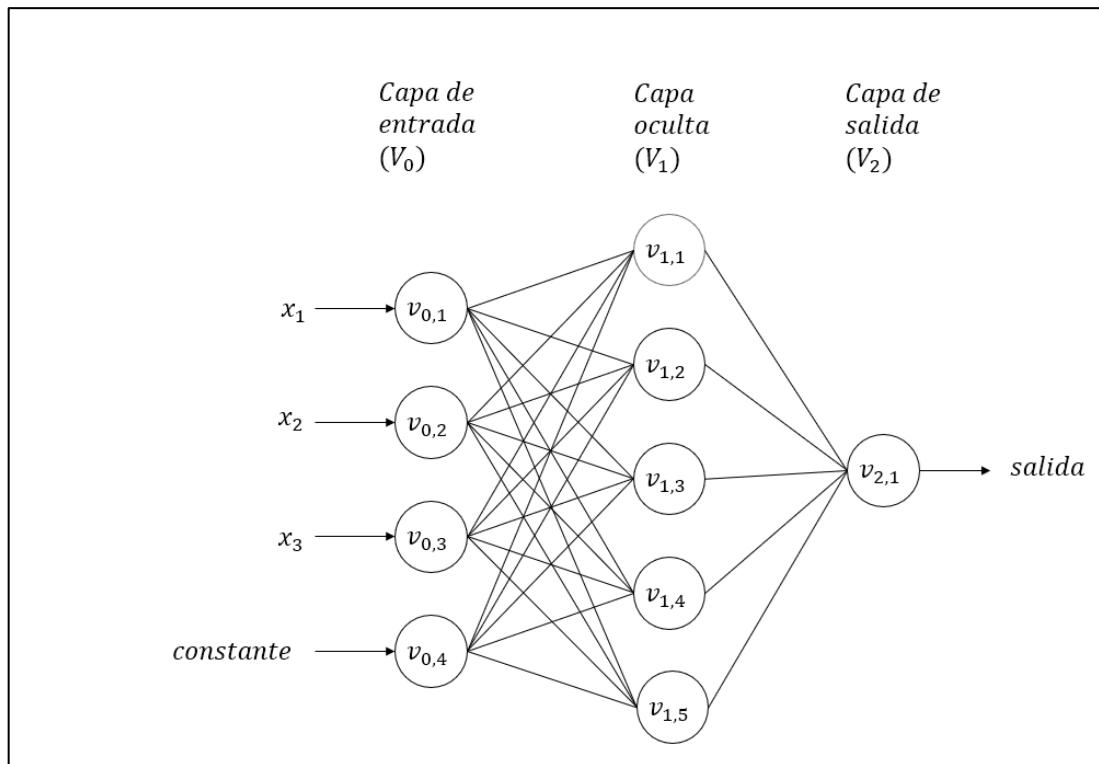 Capa de
entrada
(V₀)
Capa
oculta
(V₁)
Capa de
salida
(V₂)
v₁,₁
x₁
v₀,₁
v₁,₂
x₂
v₀,₂
v₁,₃
v₂,₁
salida
x₃
v₀,₃
v₁,₄
constante
v₀,₄
v₁,₅